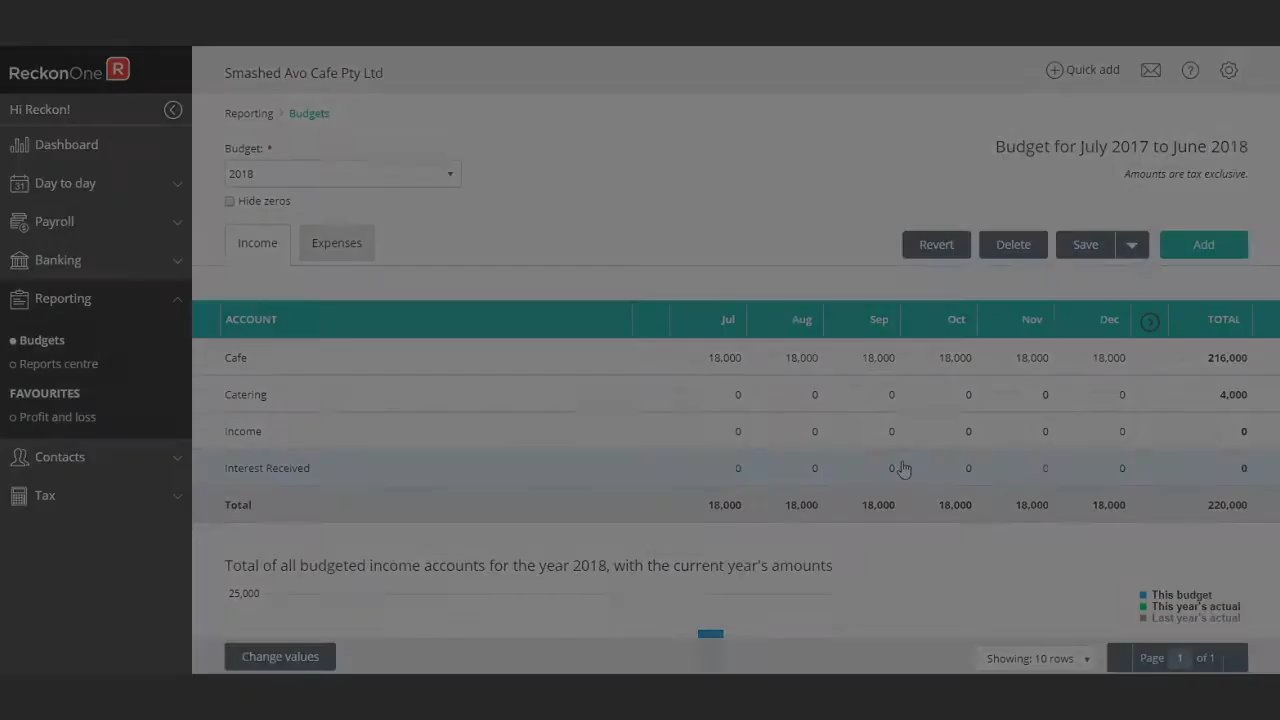 ReckonOne R
Smashed Avo Cafe Pty Ltd
Quick add
Hi Reckon!
Dashboard
31 Day to day
Payroll
Banking
Reporting
Budgets
Reports centre
FAVOURITES
Profit and loss
Contacts
Tax
Reporting Budgets
Budget: *
2018
Hide zeros
Budget for July 2017 to June 2018
Amounts are tax exclusive.
Income Expenses
Revert Delete Save Add
ACCOUNT Jul Aug Sep Oct Nov Dec TOTAL
Cafe 18,000 18,000 18,000 18,000 18,000 18,000 216,000
Catering 0 0 0 0 0 0 4,000
Income 0 0 0 0 0 0 0
Interest Received 0 0 0 0 0 0 0
Total 18,000 18,000 18,000 18,000 18,000 18,000 220,000
Total of all budgeted income accounts for the year 2018, with the current year's amounts
25,000
This budget
This year's actual
Last year's actual
Change values
Showing: 10 rows
Page 1 of 1